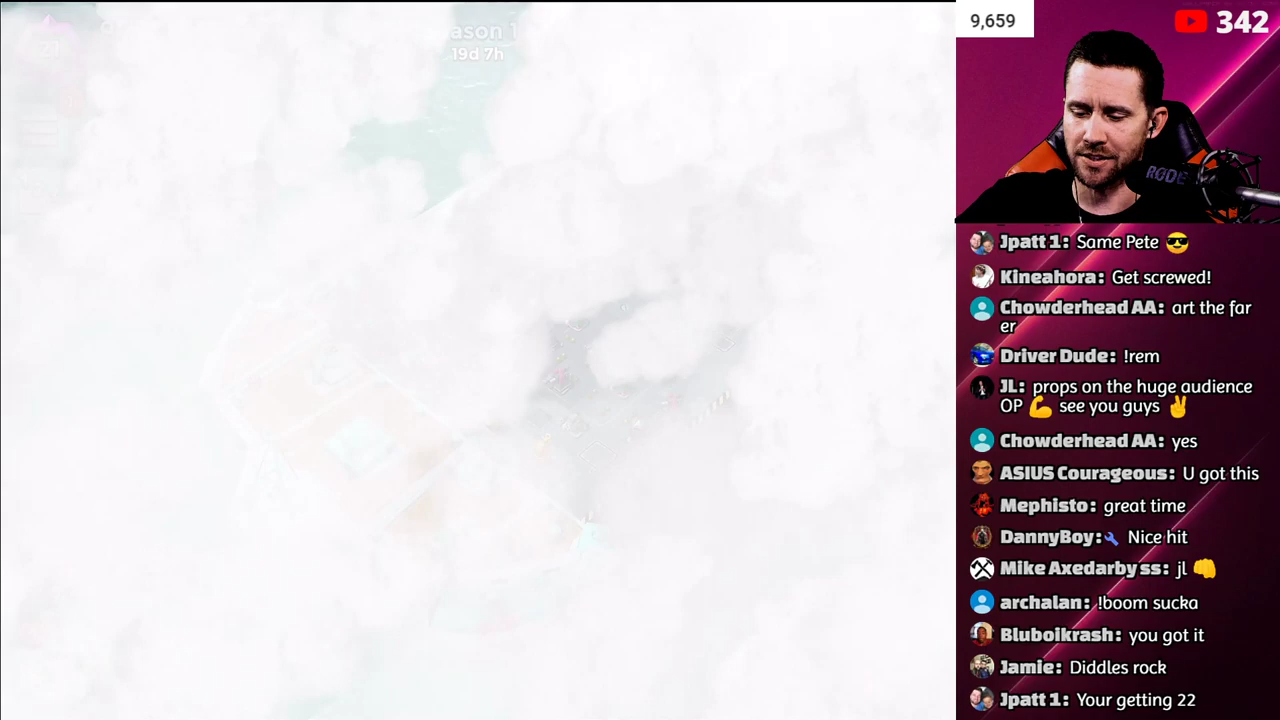 ason 1
19d 7h
9,659
342
RØDE
Jpatt 1: Same Pete 😎
Kineahora: Get screwed!
Chowderhead AA: art the far
er
Driver Dude: !rem
JL: props on the huge audience
OP 💪 see you guys ✌️
Chowderhead AA: yes
ASIUS Courageous: U got this
Mephisto: great time
DannyBoy:🔧 Nice hit
Mike Axedarby ss: jl 👊
archalan: !boom sucka
Bluboikrash: you got it
Jamie: Diddles rock
Jpatt 1: Your getting 22